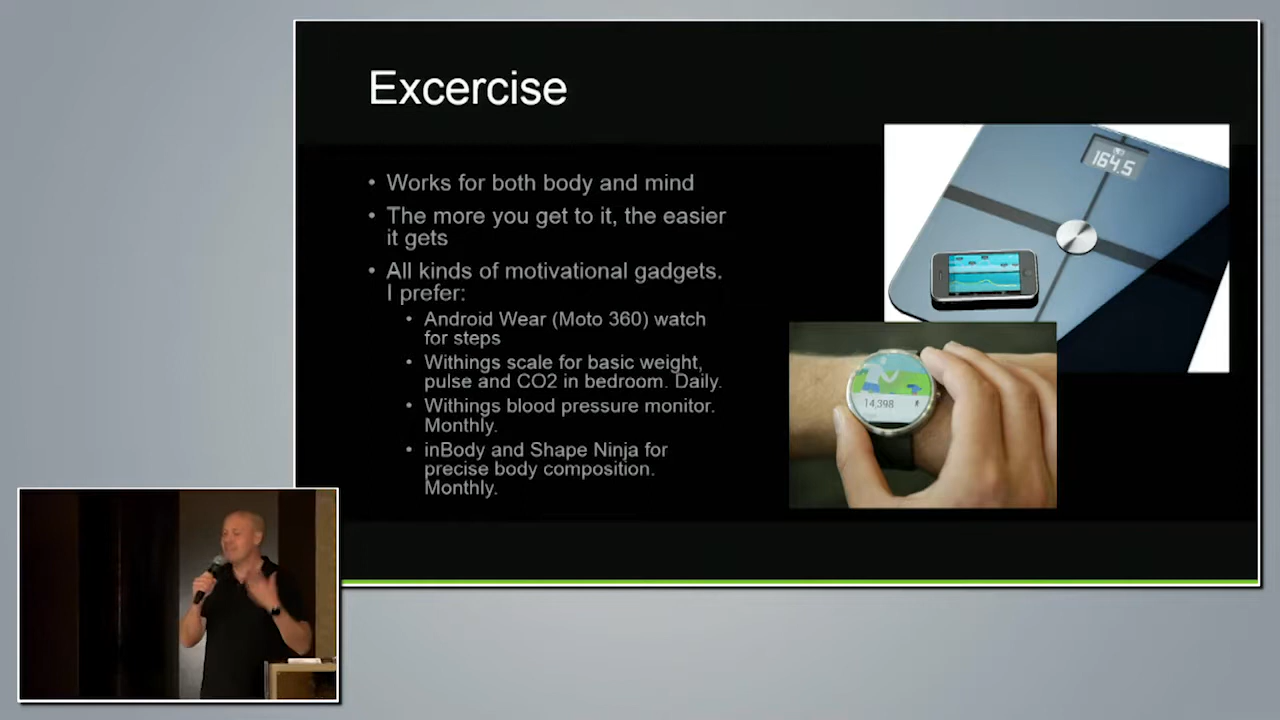 Excercise
• Works for both body and mind
• The more you get to it, the easier
it gets
• All kinds of motivational gadgets.
I prefer:
• Android Wear (Moto 360) watch
for steps
• Withings scale for basic weight,
pulse and CO2 in bedroom. Daily.
• Withings blood pressure monitor.
Monthly.
• inBody and Shape Ninja for
precise body composition.
Monthly.
164.5
14,398